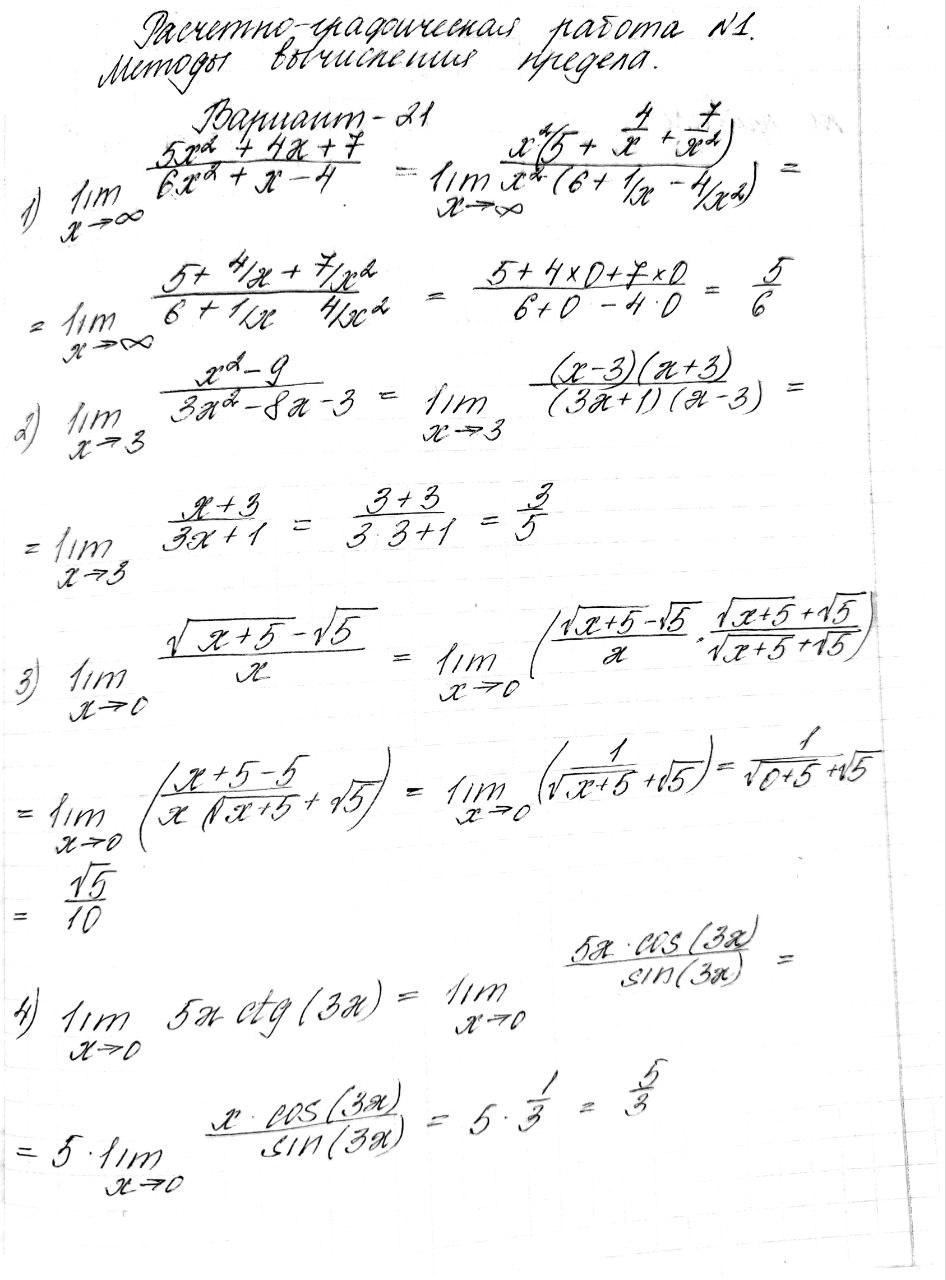 Расчетно-графическая работа №1.
Методы вычисления предела.
Вариант-21
1) lim x→∞ (5x² + 4x + 7)/(6x² + x − 4) = lim x→∞ x²(5 + 4/x + 7/x²)/x²(6 + 1/x − 4/x²) =
= lim x→∞ (5 + 4/x + 7/x²)/(6 + 1/x 4/x²) = (5 + 4×0 + 7×0)/(6 + 0 − 4·0) = 5/6
2) lim x→3 (x² − 9)/(3x² − 8x − 3) = lim x→3 (x−3)(x+3)/(3x+1)(x−3) =
= lim x→3 (x+3)/(3x+1) = (3+3)/(3·3+1) = 3/5
3) lim x→0 (√(x+5) − √5)/x = lim x→0 ((√(x+5) − √5)/x · (√(x+5) + √5)/(√(x+5) + √5))
= lim x→0 ((x+5−5)/(x(√(x+5) + √5)) = lim x→0 (1/(√(x+5) + √5)) = 1/(√(0+5) + √5)
= √5/10
4) lim x→0 5x ctg(3x) = lim x→0 5x · cos(3x)/sin(3x) =
= 5 · lim x→0 x · cos(3x)/sin(3x) = 5 · 1/3 = 5/3